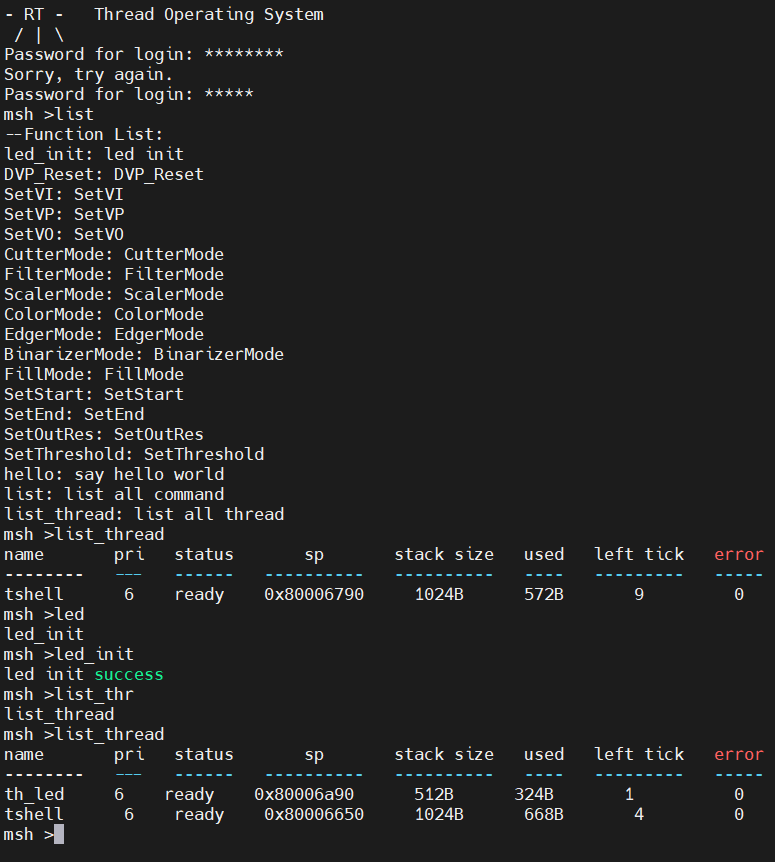 - RT -   Thread Operating System
 / | \
Password for login: ********
Sorry, try again.
Password for login: *****
msh >list
--Function List:
led_init: led init
DVP_Reset: DVP_Reset
SetVI: SetVI
SetVP: SetVP
SetVO: SetVO
CutterMode: CutterMode
FilterMode: FilterMode
ScalerMode: ScalerMode
ColorMode: ColorMode
EdgerMode: EdgerMode
BinarizerMode: BinarizerMode
FillMode: FillMode
SetStart: SetStart
SetEnd: SetEnd
SetOutRes: SetOutRes
SetThreshold: SetThreshold
hello: say hello world
list: list all command
list_thread: list all thread
msh >list_thread
name       pri   status       sp       stack size   used   left tick   error
--------   ---   ------   ----------   ----------   ----   ---------   -----
tshell      6    ready    0x80006790     1024B      572B       9         0
msh >led
led_init
msh >led_init
led init success
msh >list_thr
list_thread
msh >list_thread
name       pri   status       sp       stack size   used   left tick   error
--------   ---   ------   ----------   ----------   ----   ---------   -----
th_led     6    ready    0x80006a90      512B      324B       1          0
tshell      6    ready    0x80006650     1024B      668B       4         0
msh >